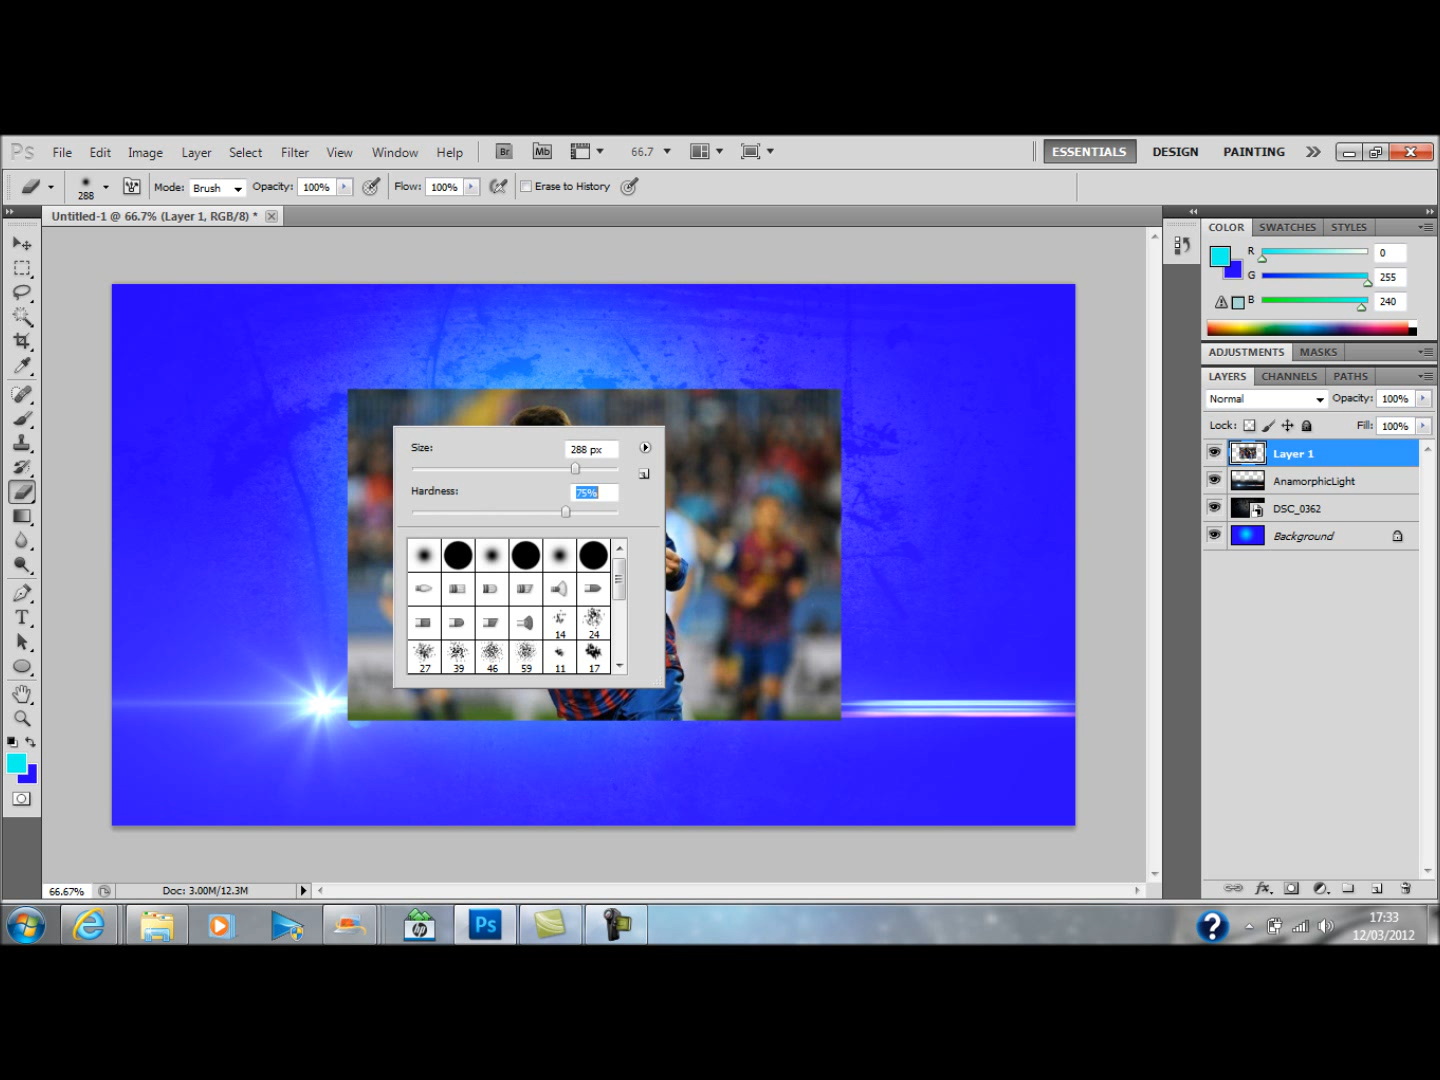 Ps File Edit Image Layer Select Filter View Window Help Br Mb 66.7 ESSENTIALS DESIGN PAINTING
288 Mode: Brush Opacity: 100% Flow: 100% Erase to History
Untitled-1 @ 66.7% (Layer 1, RGB/8) *
COLOR SWATCHES STYLES
R 0
G 255
B 240
ADJUSTMENTS MASKS
LAYERS CHANNELS PATHS
Normal Opacity: 100%
Lock: Fill: 100%
Layer 1
AnamorphicLight
DSC_0362
Background
Size: 288 px
Hardness: 75%
14 24
27 39 46 59 11 17
T
66.67% Doc: 3.00M/12.3M
hp Ps ? 17:33
12/03/2012